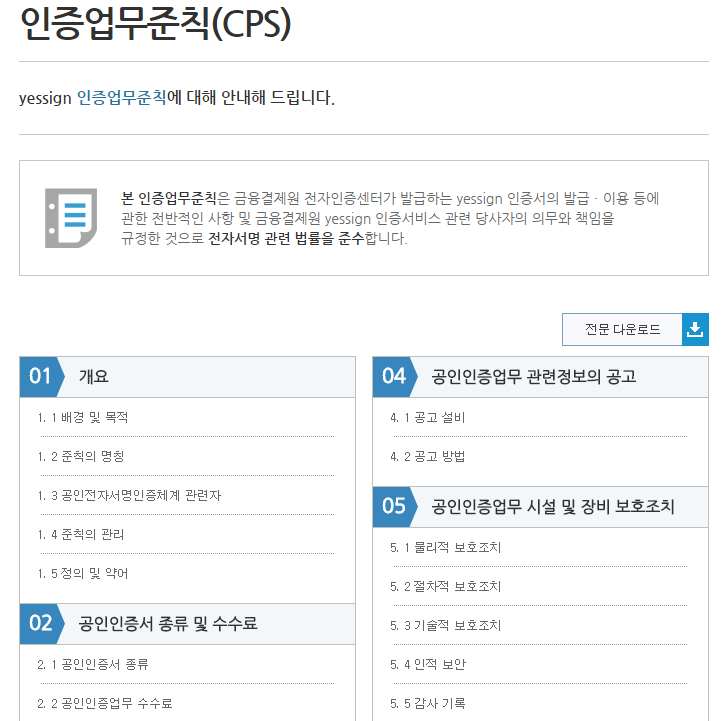 인증업무준칙(CPS)
yessign 인증업무준칙에 대해 안내해 드립니다.
본 인증업무준칙은 금융결제원 전자인증센터가 발급하는 yessign 인증서의 발급 · 이용 등에
관한 전반적인 사항 및 금융결제원 yessign 인증서비스 관련 당사자의 의무와 책임을
규정한 것으로 전자서명 관련 법률을 준수합니다.
전문 다운로드
01 개요
1. 1 배경 및 목적
1. 2 준칙의 명칭
1. 3 공인전자서명인증체계 관련자
1. 4 준칙의 관리
1. 5 정의 및 약어
02 공인인증서 종류 및 수수료
2. 1 공인인증서 종류
2. 2 공인인증업무 수수료
04 공인인증업무 관련정보의 공고
4. 1 공고 설비
4. 2 공고 방법
05 공인인증업무 시설 및 장비 보호조치
5. 1 물리적 보호조치
5. 2 절차적 보호조치
5. 3 기술적 보호조치
5. 4 인적 보안
5. 5 감사 기록